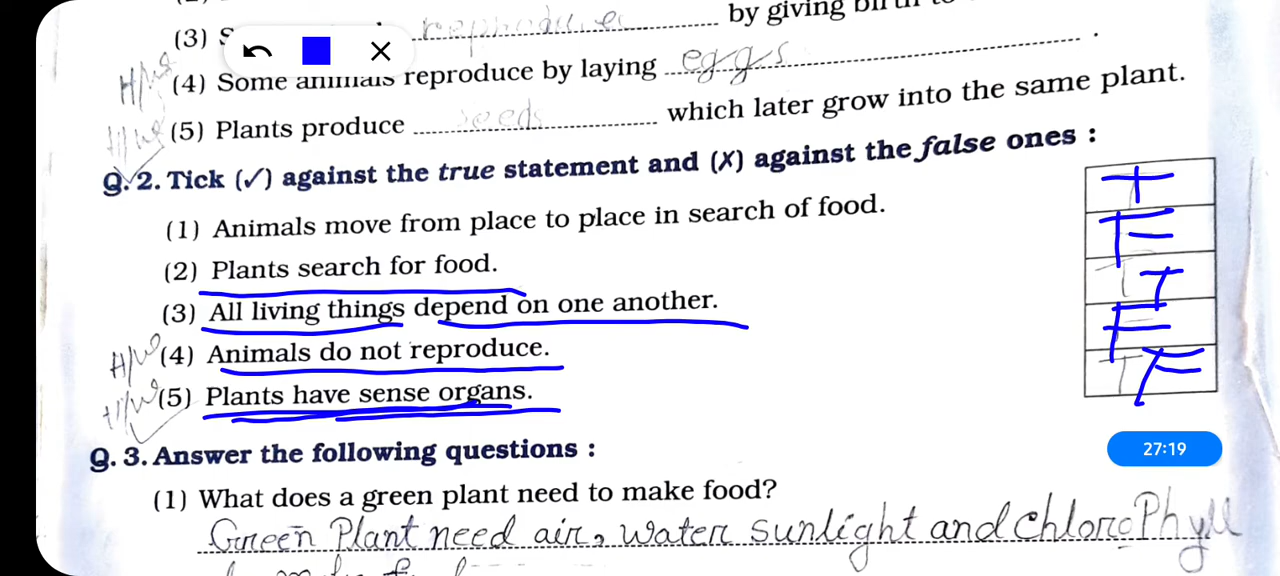 (3) S reproduce by giving birth to
H/W (4) Some animals reproduce by laying eggs .
H/W (5) Plants produce seeds which later grow into the same plant.
Q. 2. Tick (✓) against the true statement and (✗) against the false ones :
(1) Animals move from place to place in search of food. T
(2) Plants search for food. F
(3) All living things depend on one another. T T
H/W (4) Animals do not reproduce. F
H/W (5) Plants have sense organs. T F
27:19
Q. 3. Answer the following questions :
(1) What does a green plant need to make food?
Green Plant need air, water sunlight and chloroPhyll